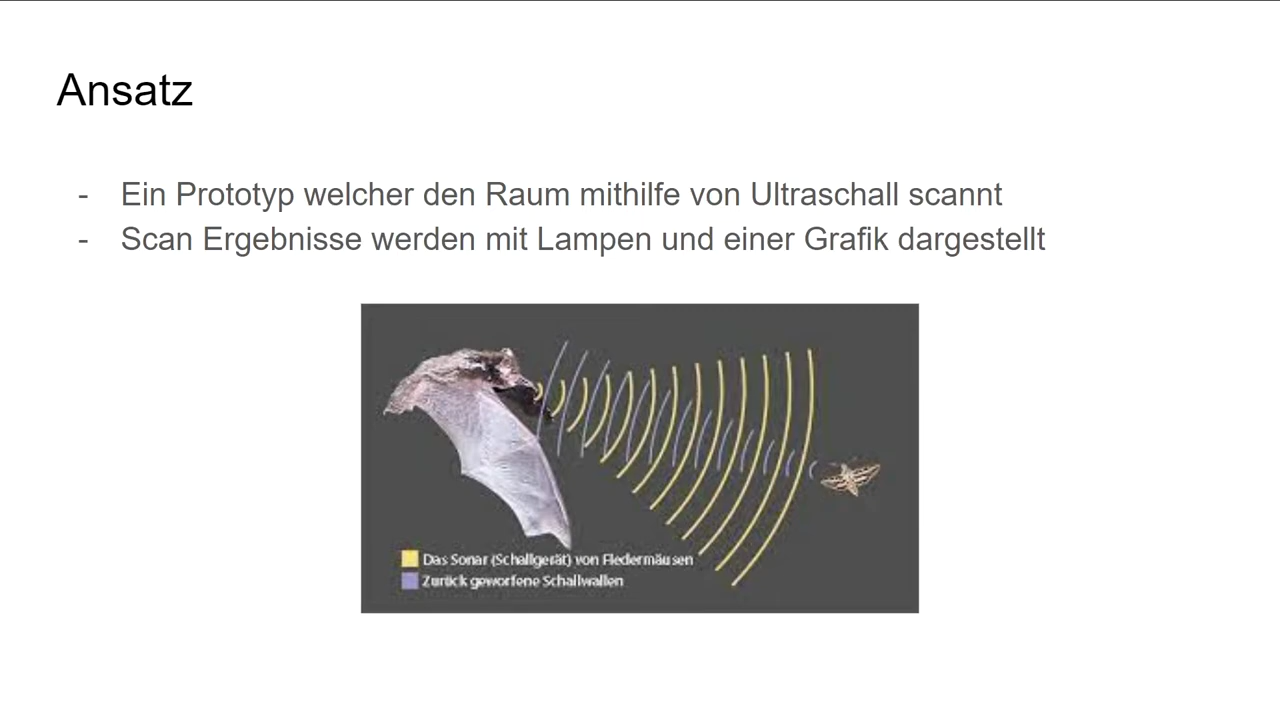 Ansatz
- Ein Prototyp welcher den Raum mithilfe von Ultraschall scannt
- Scan Ergebnisse werden mit Lampen und einer Grafik dargestellt
Das Sonar (Schallgerät) von Fledermäusen
Zurück geworfene Schallwallen